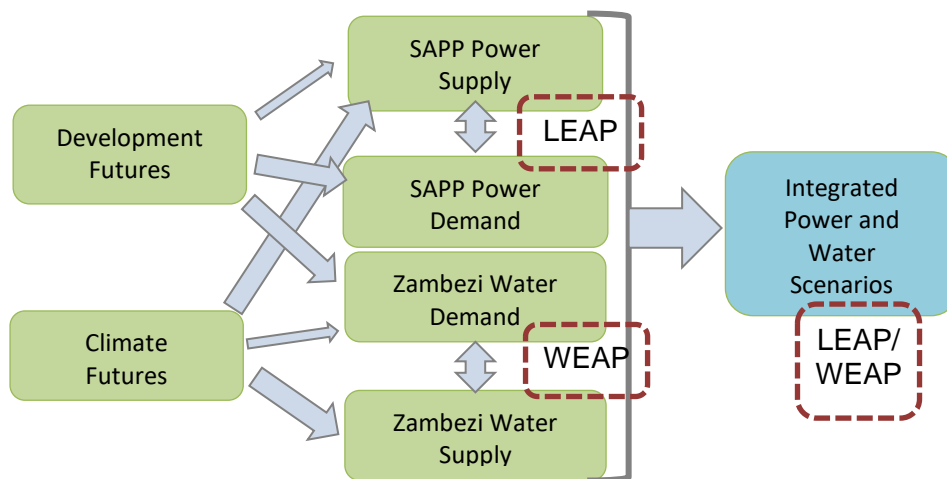 SAPP Power
Supply
LEAP
Development
Futures
SAPP Power
Demand
Integrated
Power and
Water
Scenarios
Zambezi Water
Demand
Climate
Futures
WEAP
LEAP/
WEAP
Zambezi Water
Supply